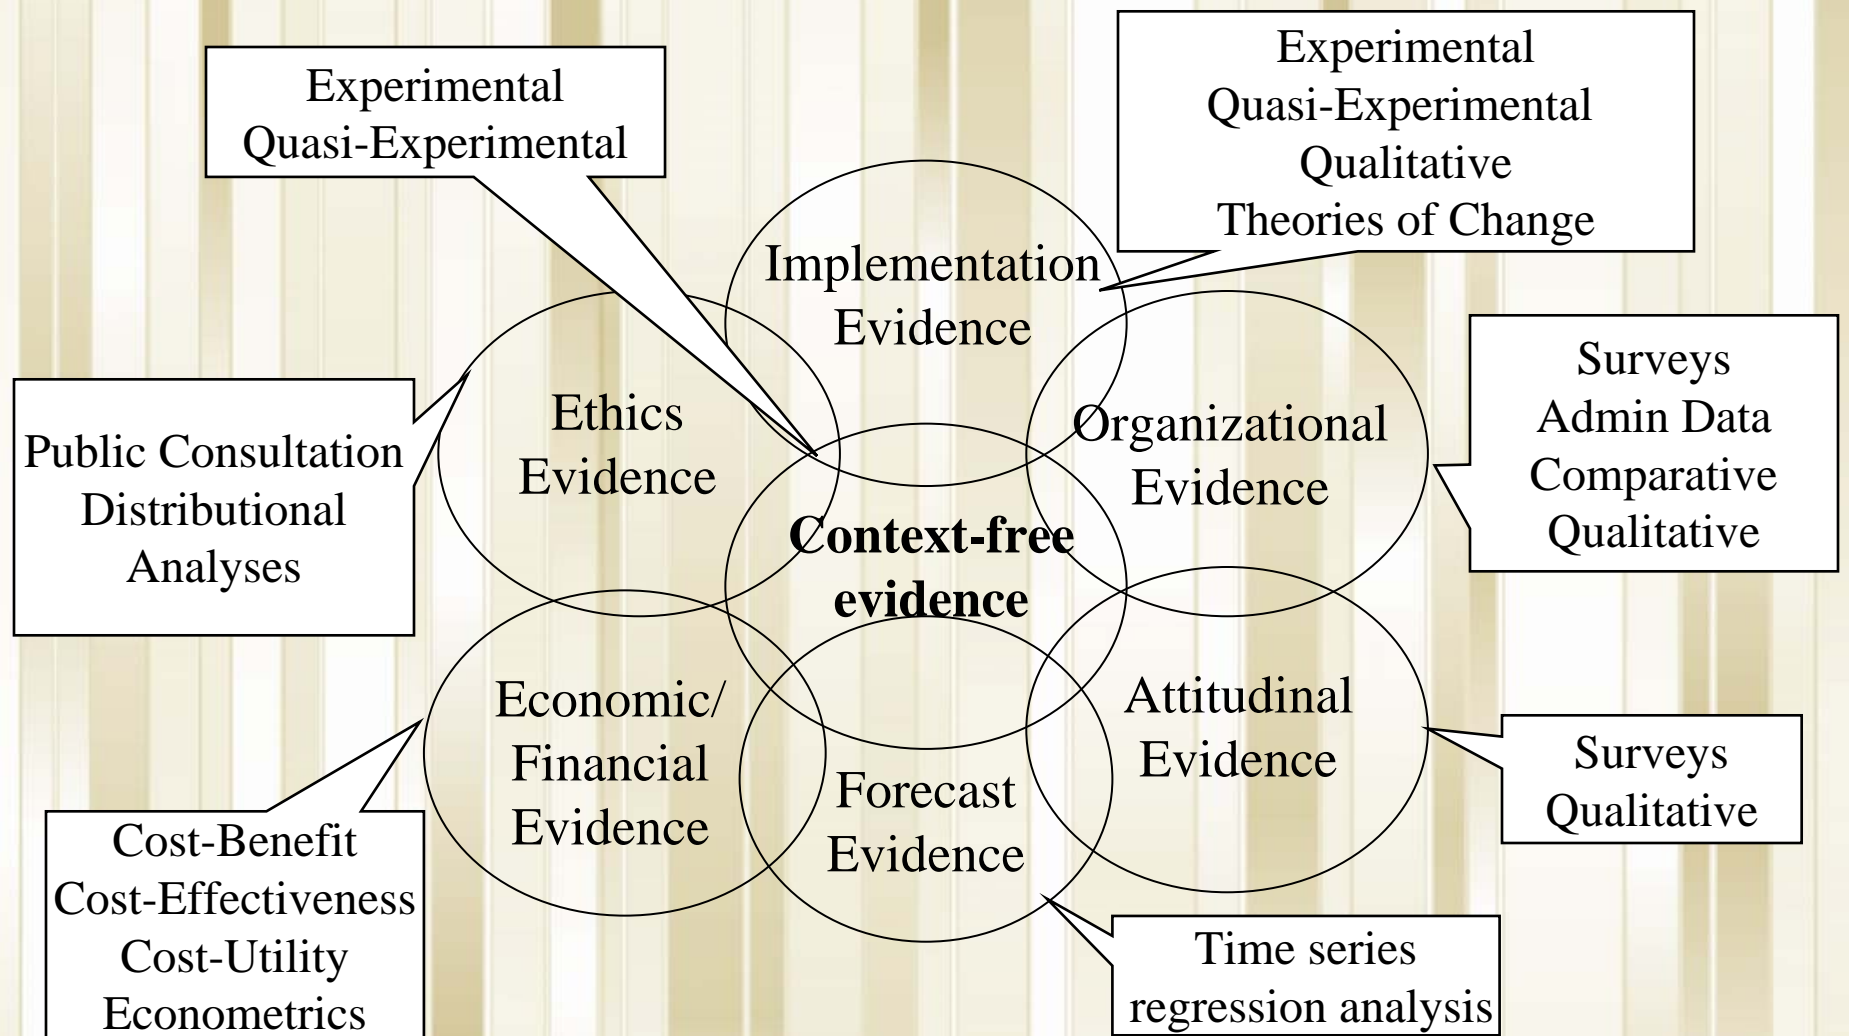 Experimental
Quasi-Experimental
Experimental
Quasi-Experimental
Qualitative
Theories of Change
Implementation
Evidence
Ethics
Evidence
Organizational
Evidence
Surveys
Admin Data
Comparative
Qualitative
Public Consultation
Distributional
Analyses
Context-free
evidence
Economic/
Financial
Evidence
Forecast
Evidence
Attitudinal
Evidence
Surveys
Qualitative
Cost-Benefit
Cost-Effectiveness
Cost-Utility
Econometrics
Time series
regression analysis